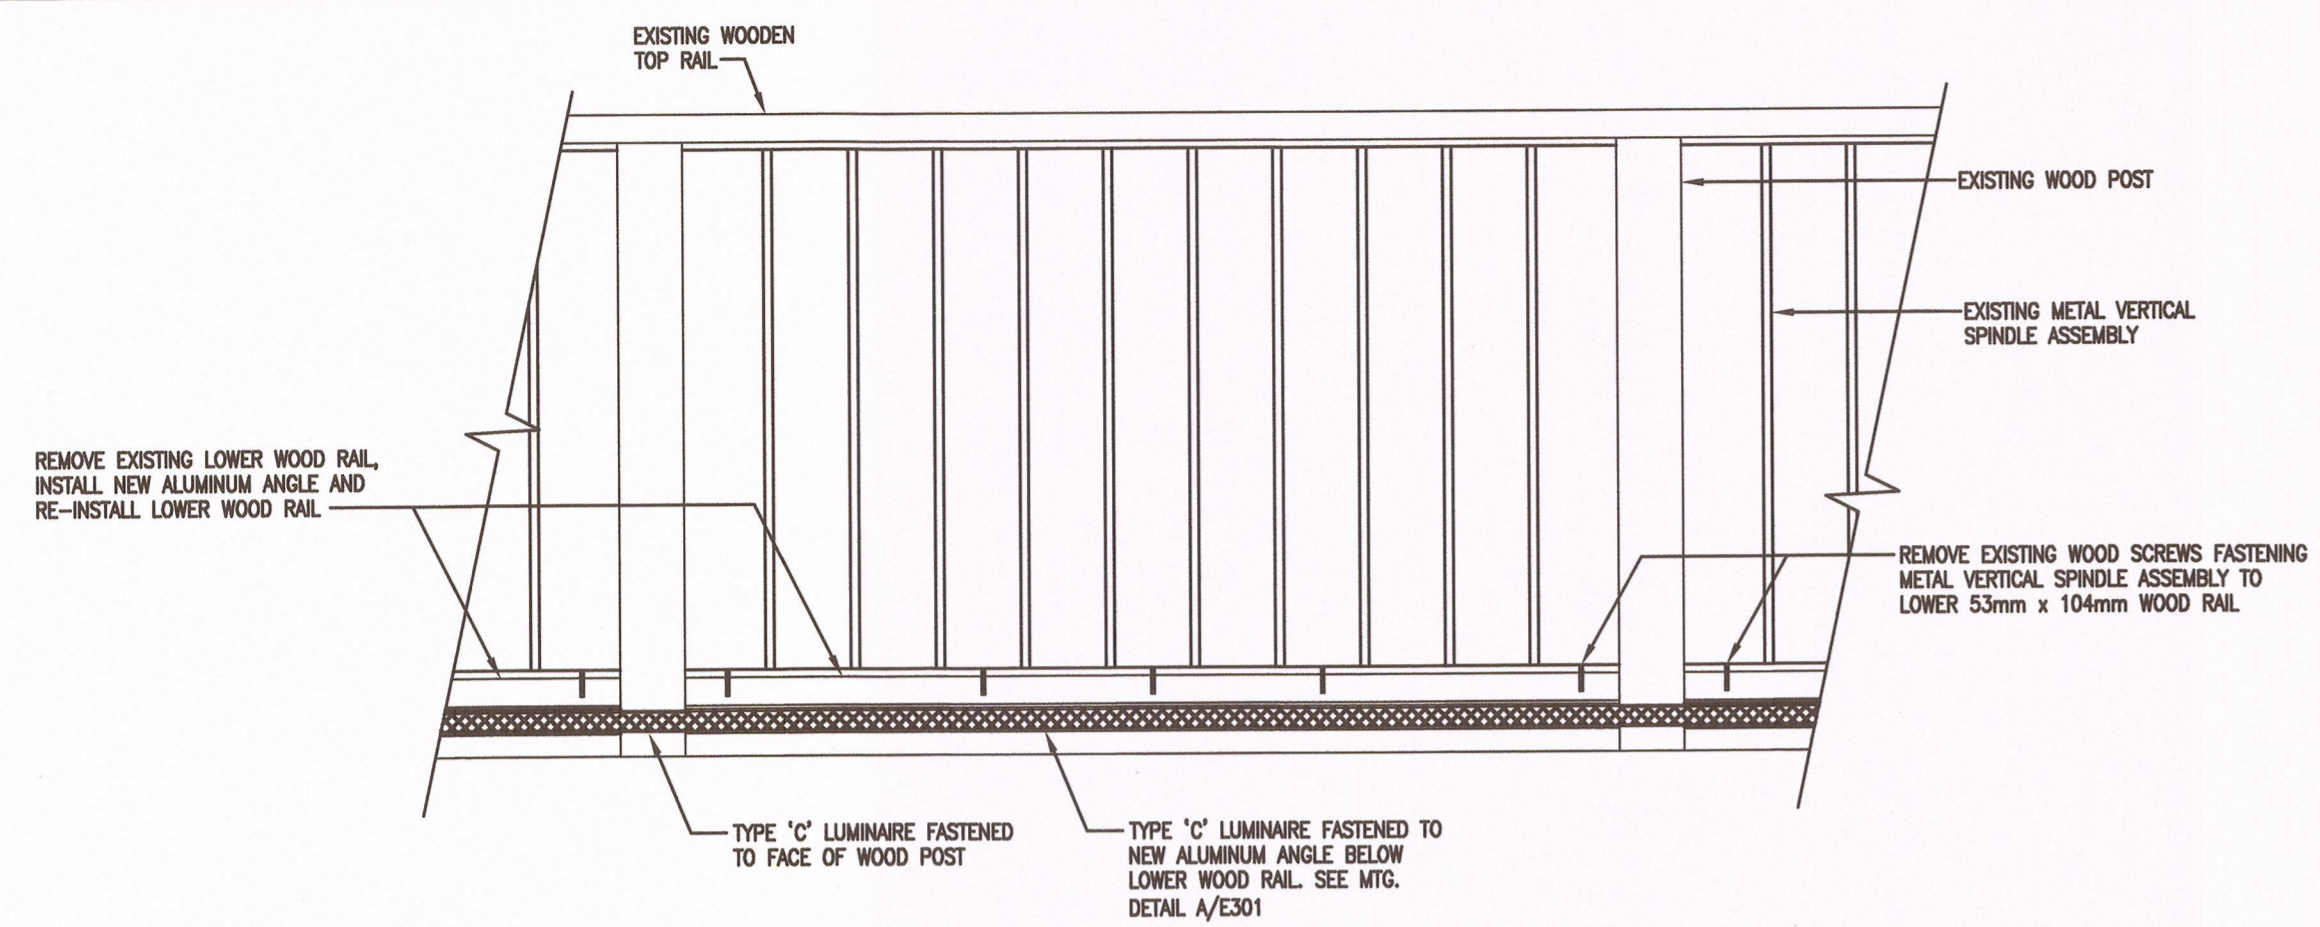 EXISTING WOODEN
TOP RAIL
EXISTING WOOD POST
EXISTING METAL VERTICAL
SPINDLE ASSEMBLY
REMOVE EXISTING LOWER WOOD RAIL,
INSTALL NEW ALUMINUM ANGLE AND
RE-INSTALL LOWER WOOD RAIL
REMOVE EXISTING WOOD SCREWS FASTENING
METAL VERTICAL SPINDLE ASSEMBLY TO
LOWER 53mm x 104mm WOOD RAIL
TYPE 'C' LUMINAIRE FASTENED
TO FACE OF WOOD POST
TYPE 'C' LUMINAIRE FASTENED TO
NEW ALUMINUM ANGLE BELOW
LOWER WOOD RAIL. SEE MTG.
DETAIL A/E301